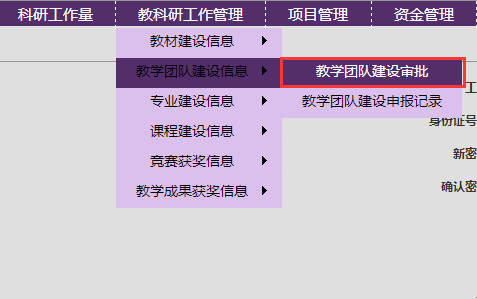 科研工作量 教科研工作管理 项目管理 资金管理
教材建设信息
教学团队建设信息 教学团队建设审批
专业建设信息 教学团队建设申报记录
课程建设信息
竞赛获奖信息
教学成果获奖信息
工
身份证号
新密
确认密